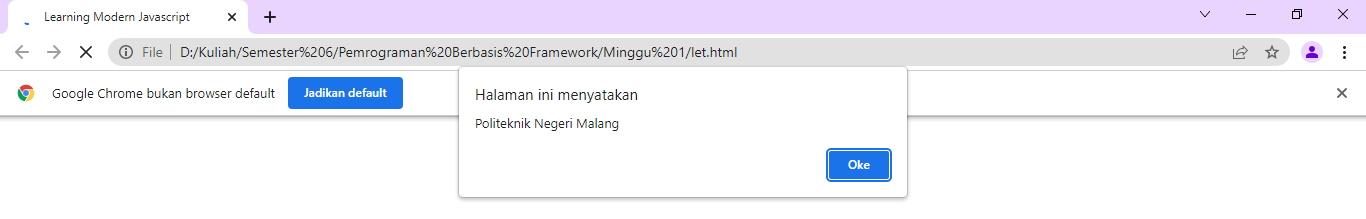 Learning Modern Javascript
File | D:/Kuliah/Semester%206/Pemrograman%20Berbasis%20Framework/Minggu%201/let.html
Google Chrome bukan browser default
Jadikan default
Halaman ini menyatakan
Politeknik Negeri Malang
Oke